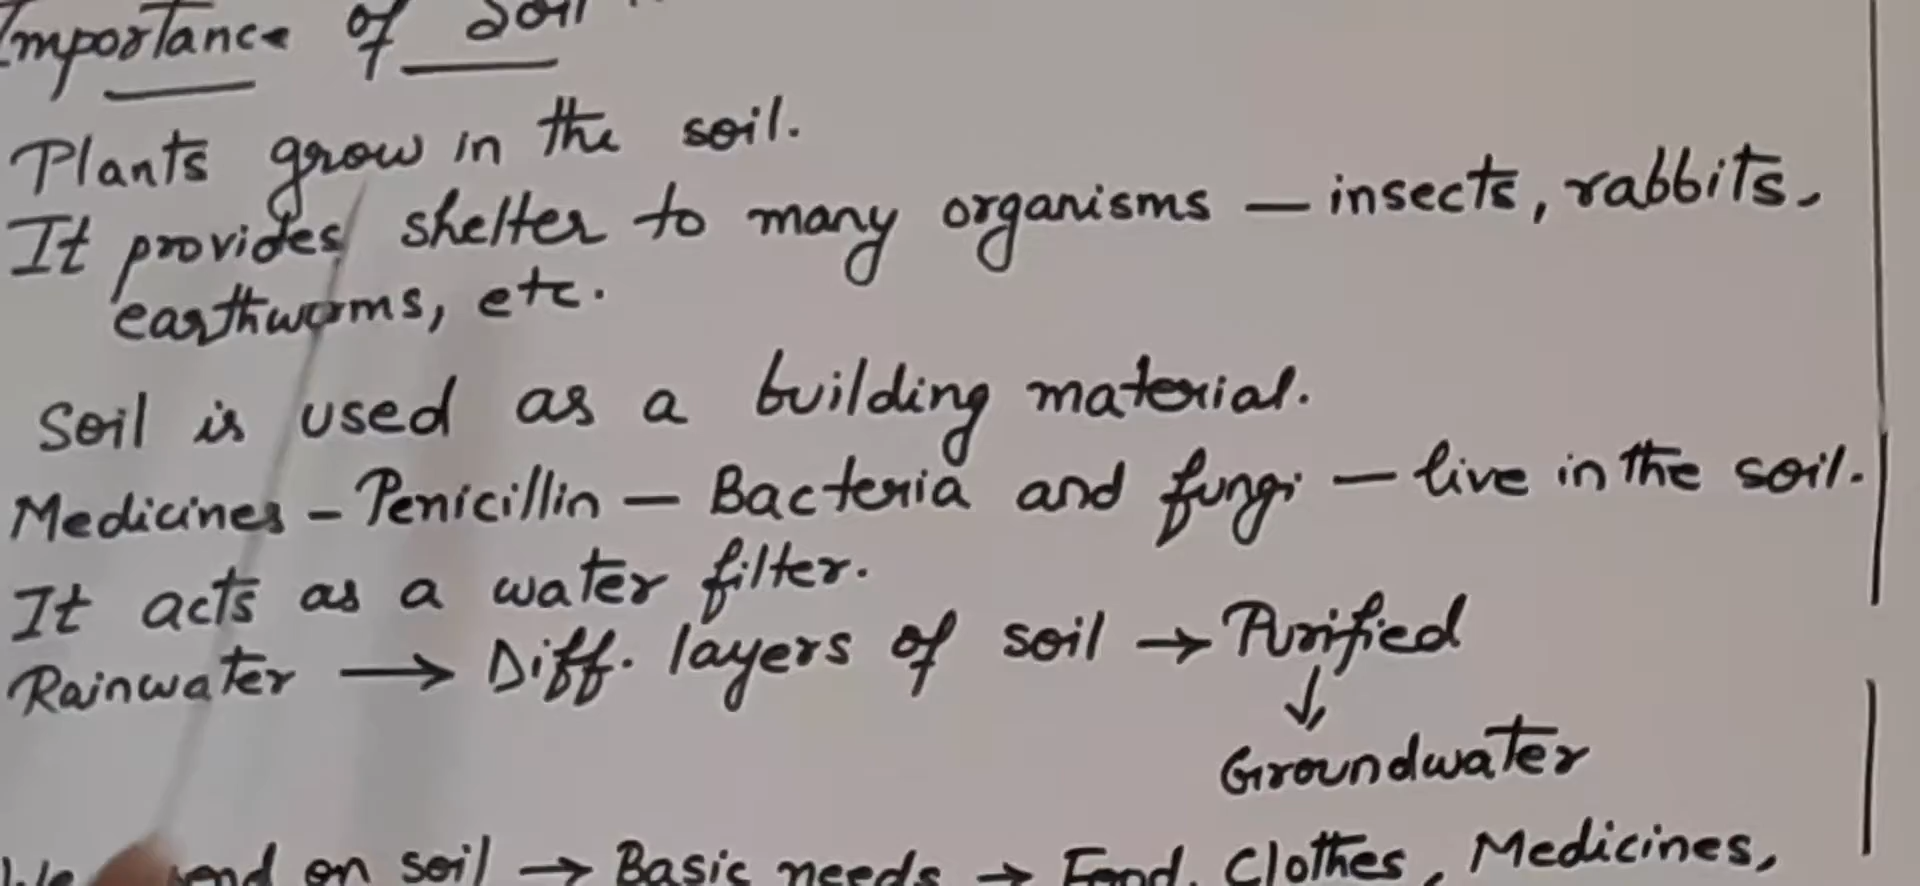 Importance of Soil
Plants grow in the soil.
It provides shelter to many organisms — insects, rabbits,
earthworms, etc.
Soil is used as a building material.
Medicines - Penicillin — Bacteria and fungi — live in the soil.
It acts as a water filter.
Rainwater → Diff. layers of soil → Purified
↓
Groundwater
We on soil → Basic needs → Food, Clothes, Medicines,